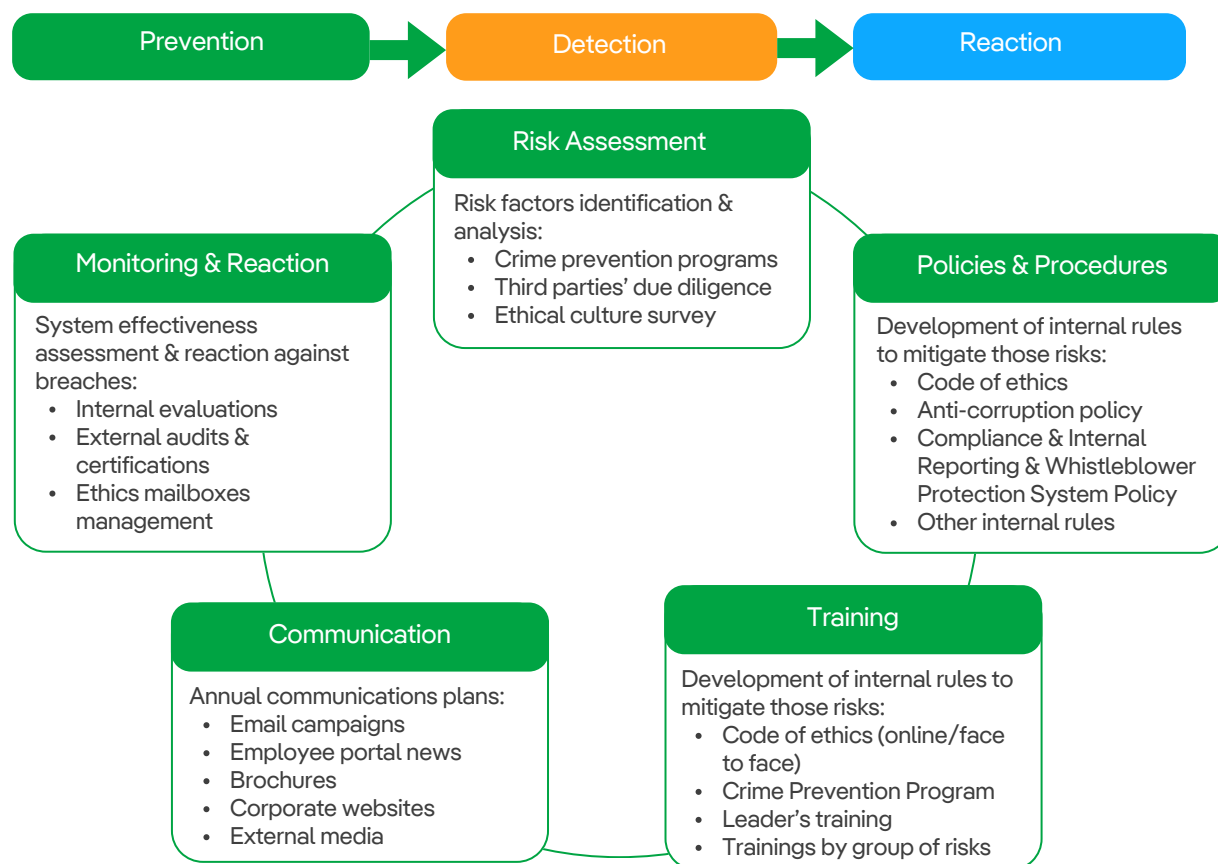 Prevention
Detection
Reaction
Risk Assessment
Risk factors identification &
analysis:
• Crime prevention programs
• Third parties' due diligence
• Ethical culture survey
Monitoring & Reaction
System effectiveness
assessment & reaction against
breaches:
• Internal evaluations
• External audits &
certifications
• Ethics mailboxes
management
Policies & Procedures
Development of internal rules
to mitigate those risks:
• Code of ethics
• Anti-corruption policy
• Compliance & Internal
Reporting & Whistleblower
Protection System Policy
• Other internal rules
Communication
Annual communications plans:
• Email campaigns
• Employee portal news
• Brochures
• Corporate websites
• External media
Training
Development of internal rules to
mitigate those risks:
• Code of ethics (online/face
to face)
• Crime Prevention Program
• Leader's training
• Trainings by group of risks